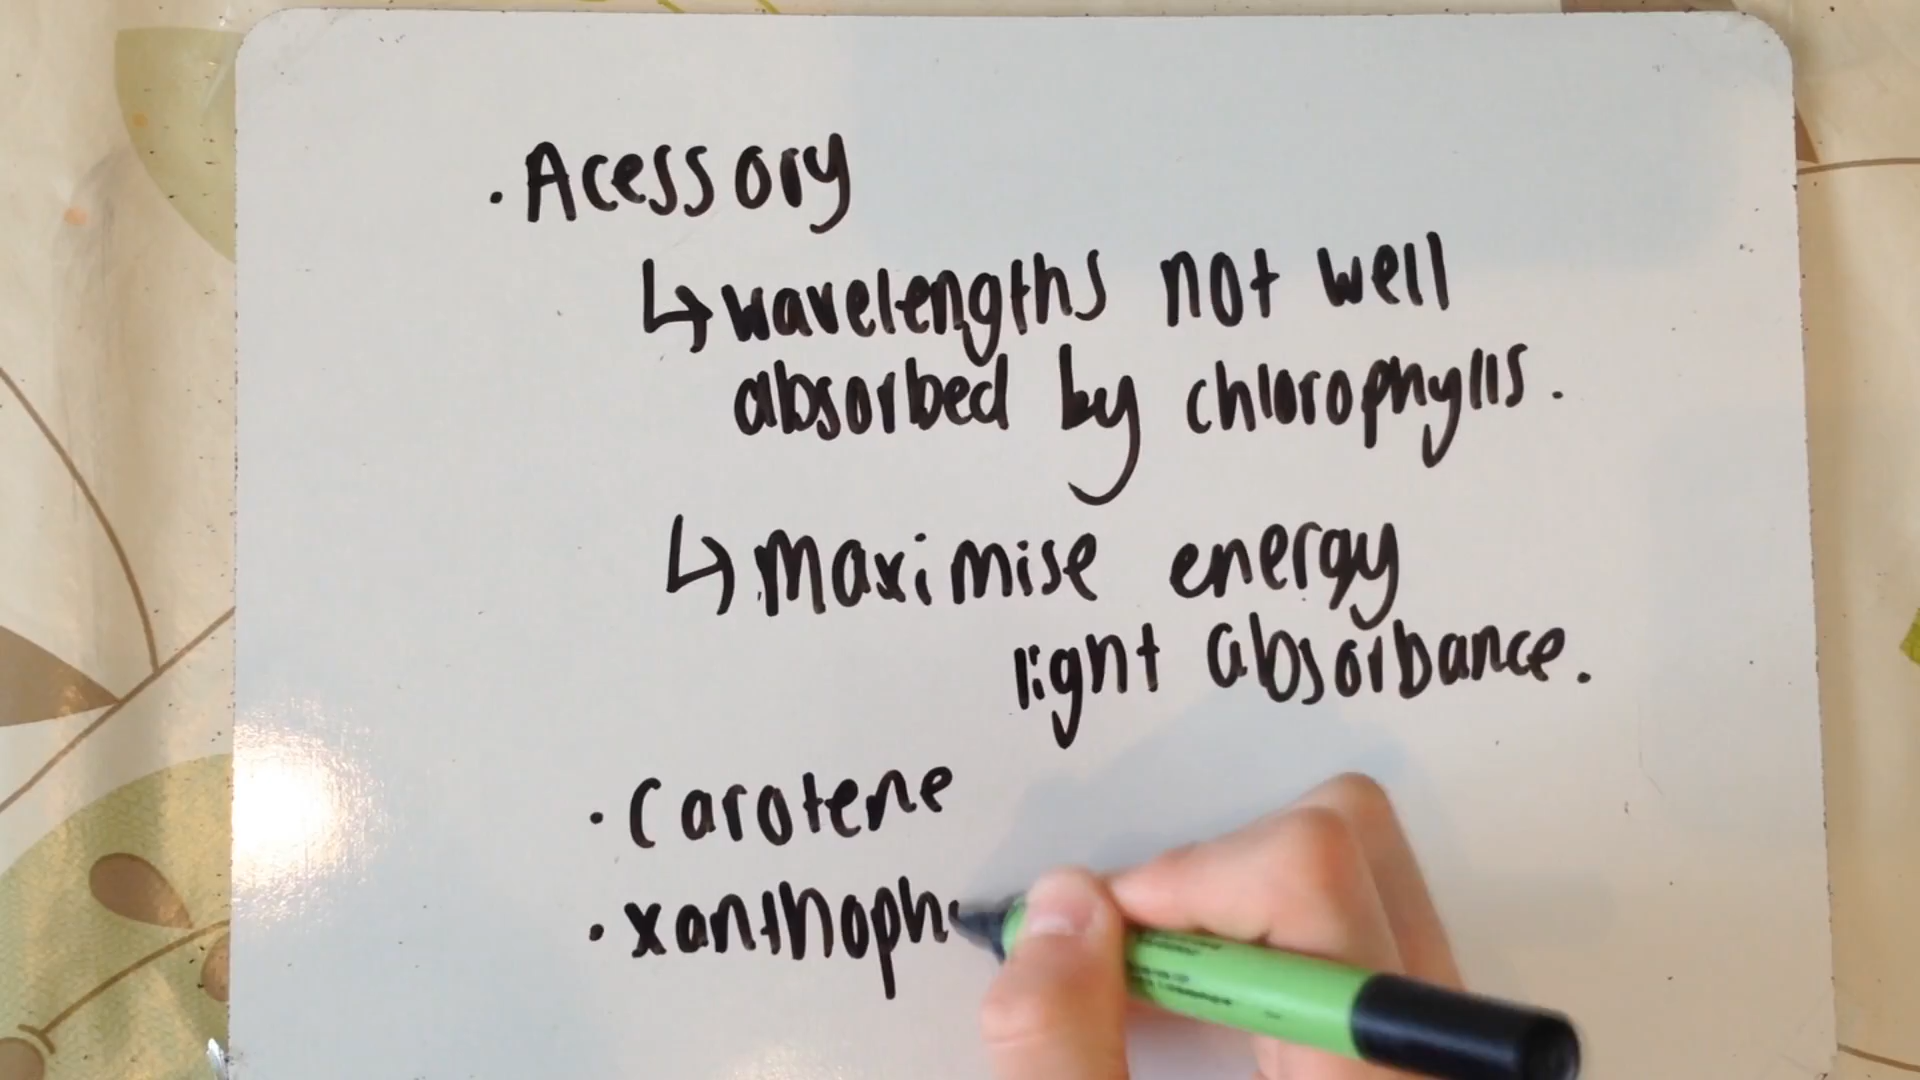 · Acessory
↳ wavelengths not well
absorbed by chlorophylls.
↳ Maximise energy
light absorbance.
· Carotene
· xanthoph